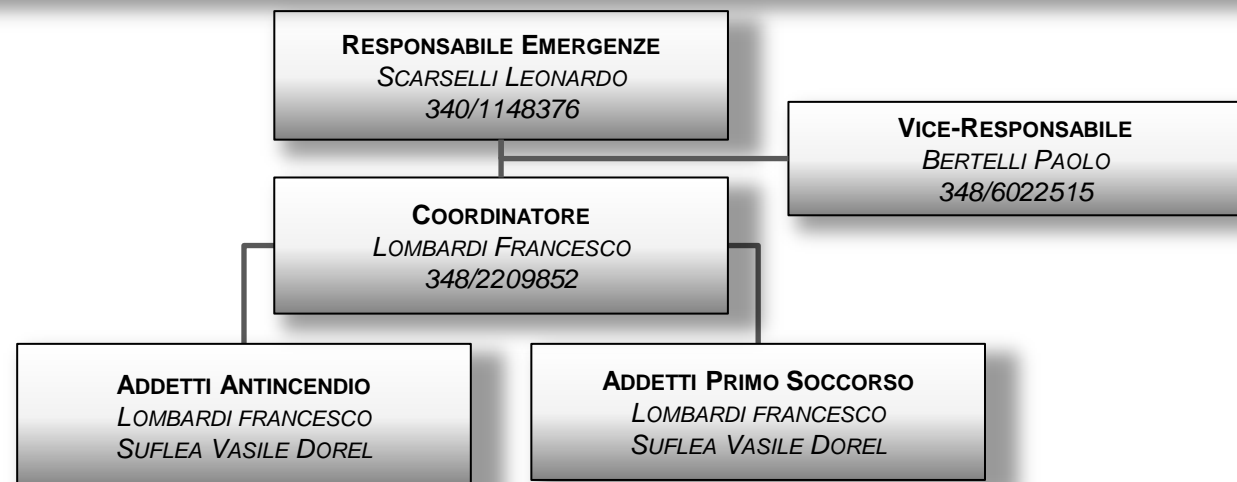 RESPONSABILE EMERGENZE
SCARSELLI LEONARDO
340/1148376
VICE-RESPONSABILE
BERTELLI PAOLO
348/6022515
COORDINATORE
LOMBARDI FRANCESCO
348/2209852
ADDETTI ANTINCENDIO
LOMBARDI FRANCESCO
SUFLEA VASILE DOREL
ADDETTI PRIMO SOCCORSO
LOMBARDI FRANCESCO
SUFLEA VASILE DOREL